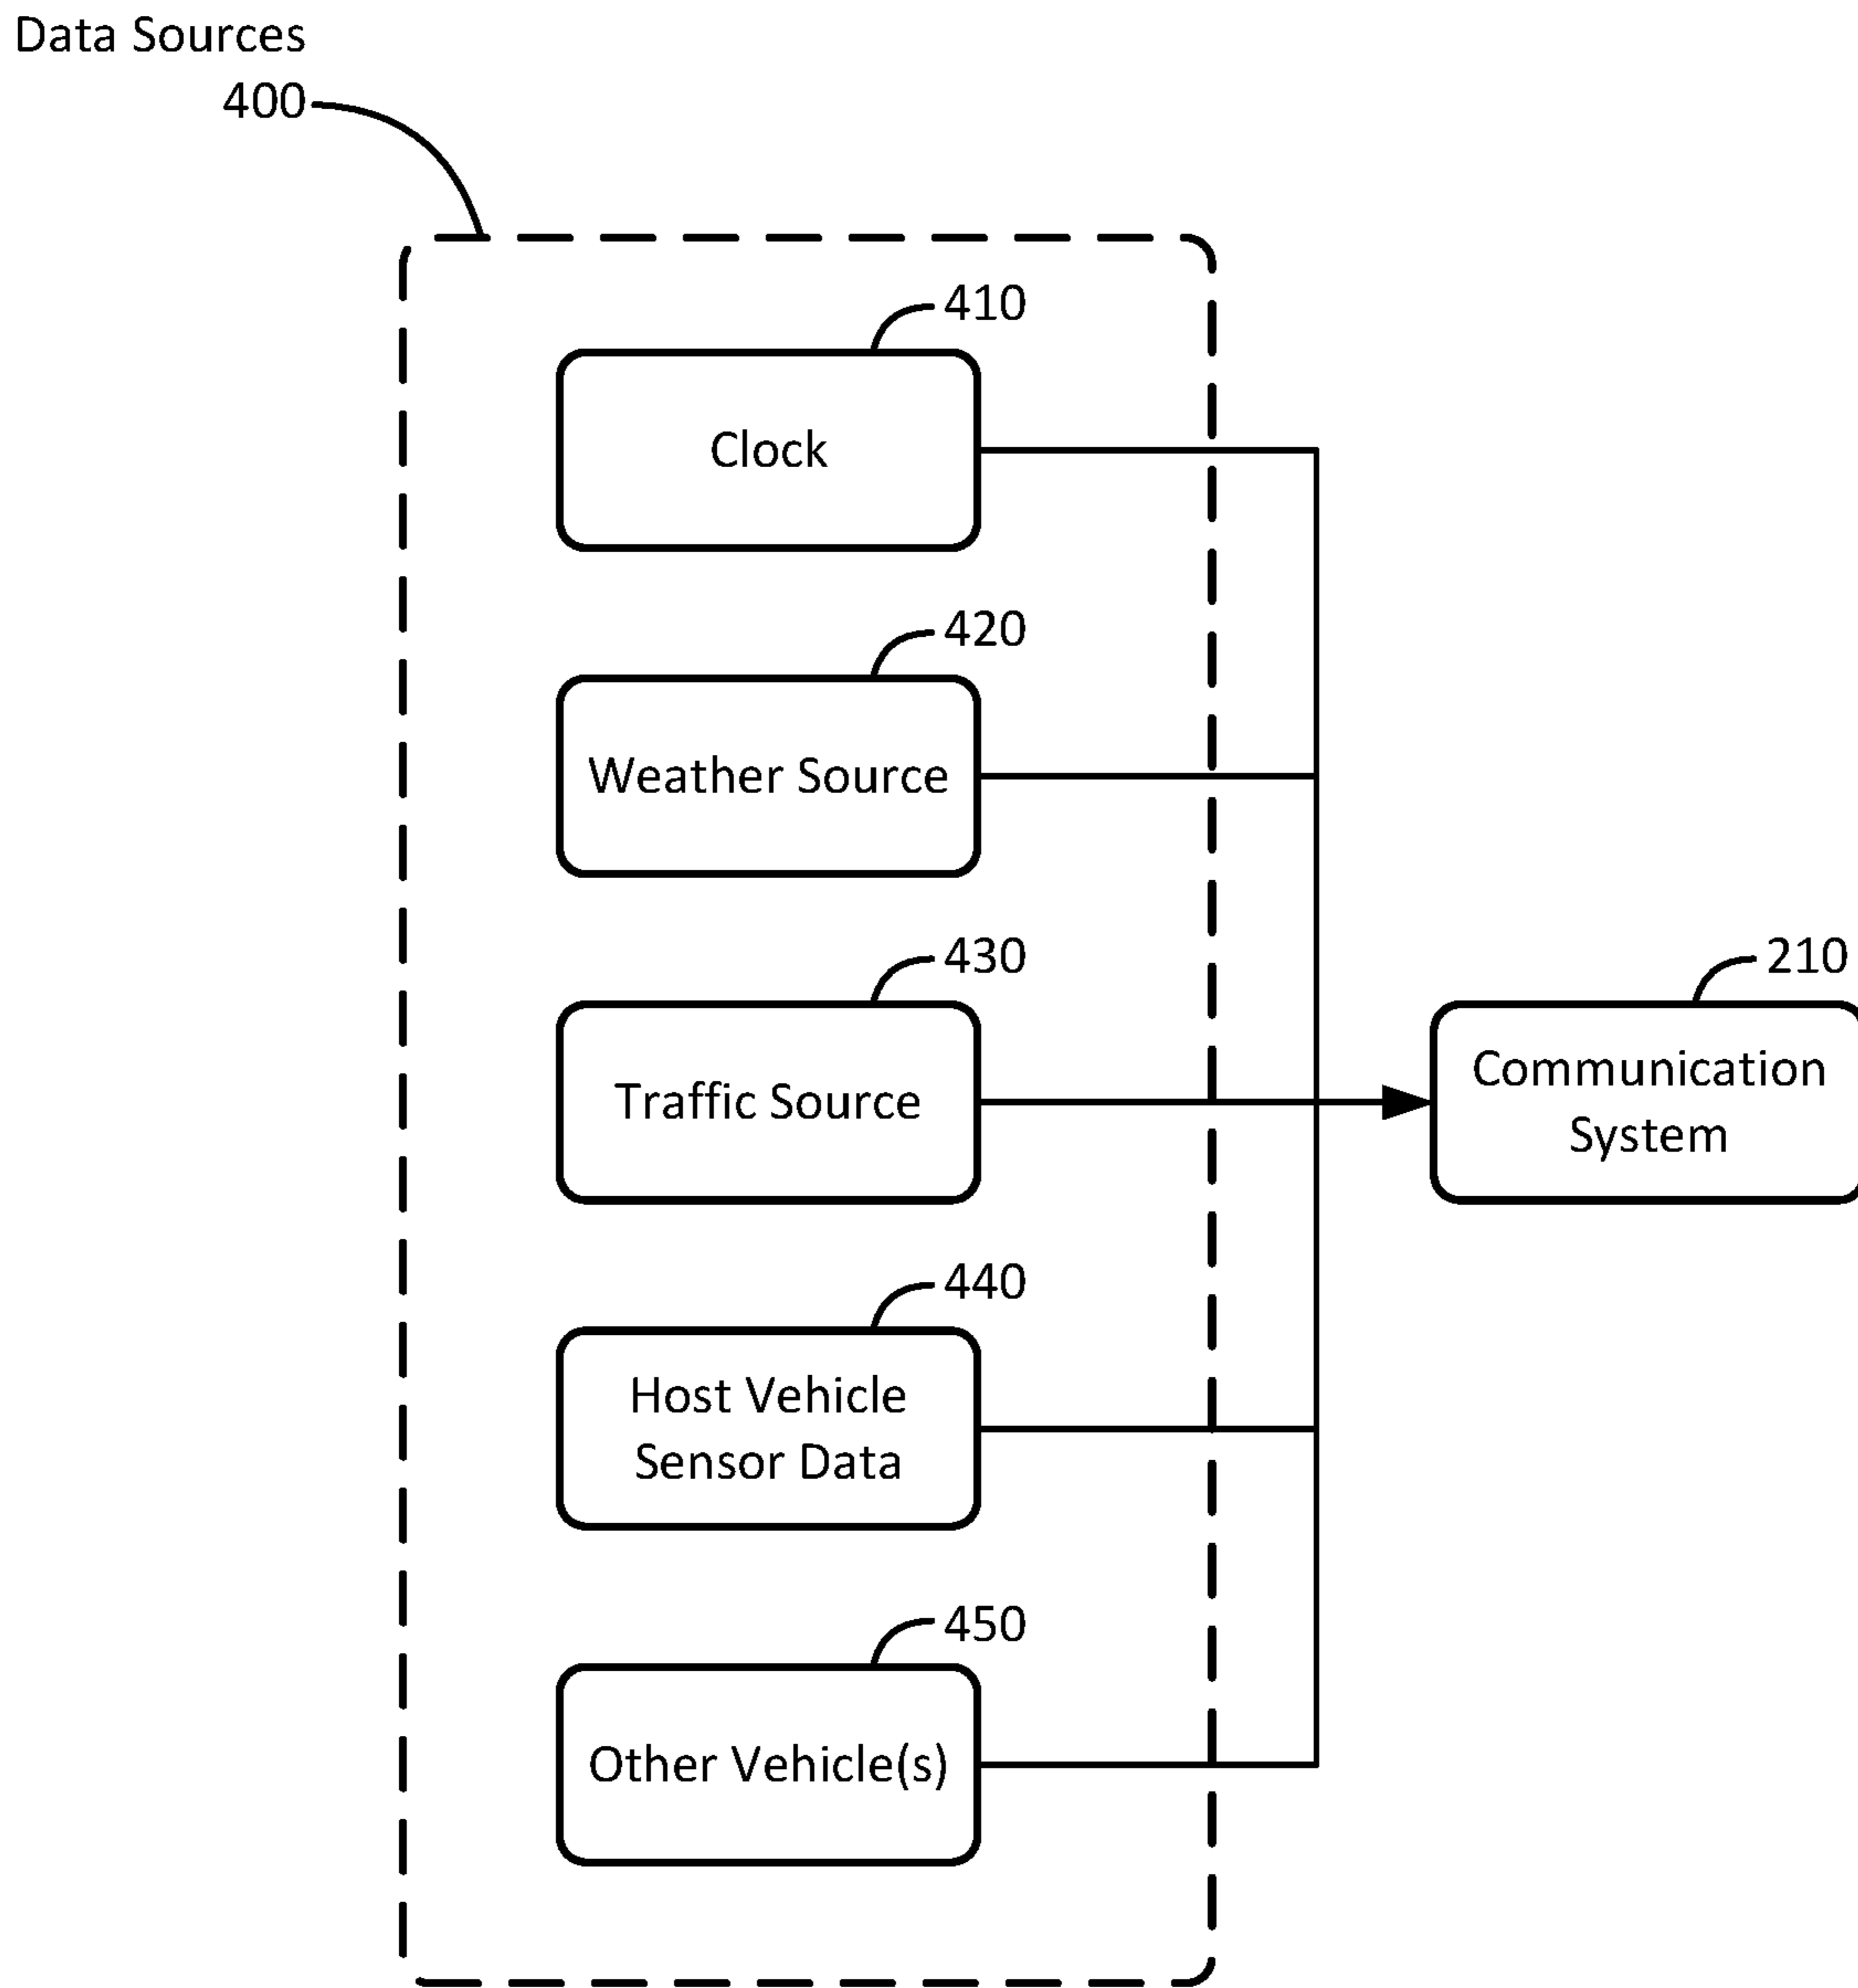 Data Sources
400
410
Clock
420
Weather Source
430
Traffic Source
210
Communication
System
440
Host Vehicle
Sensor Data
450
Other Vehicle(s)